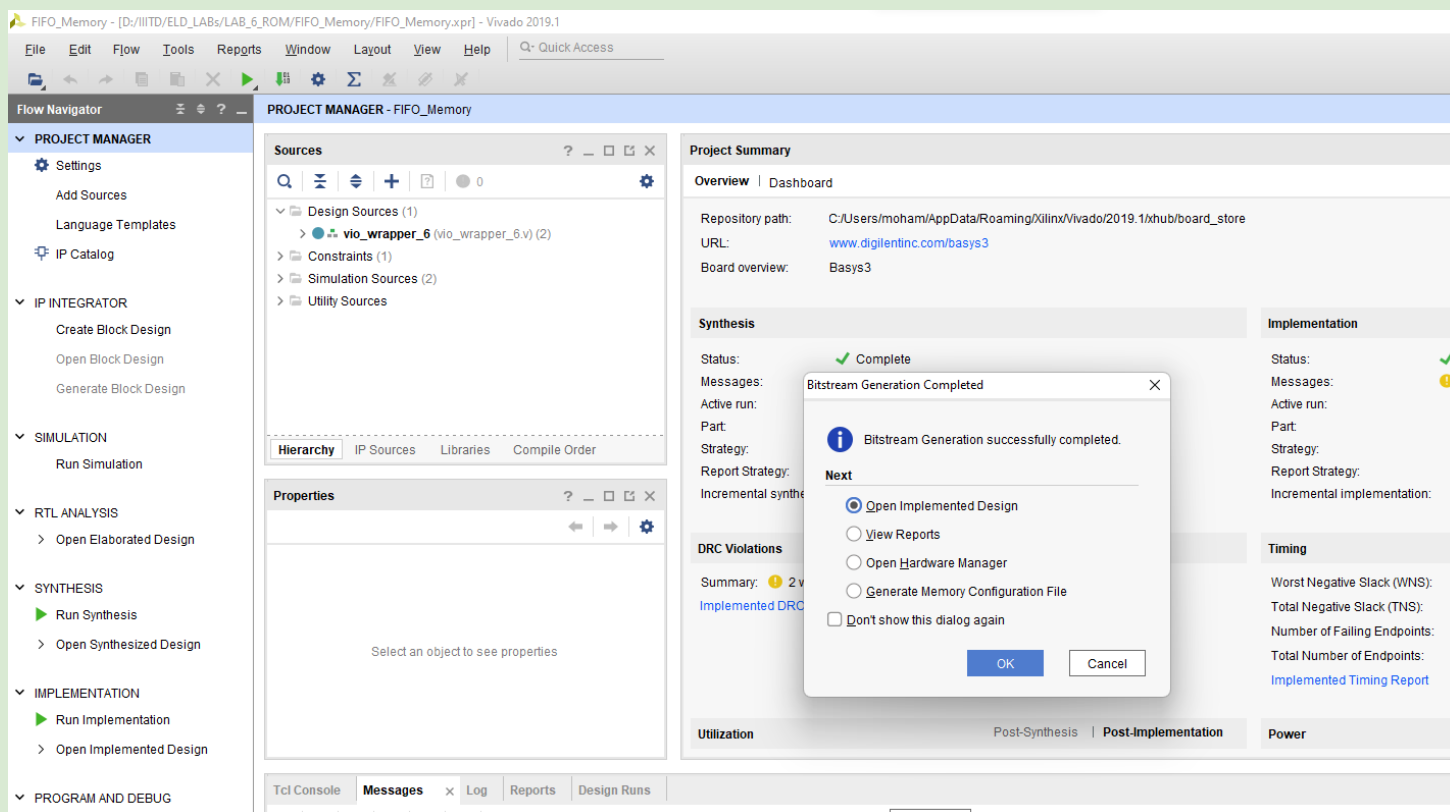 FIFO_Memory - [D:/IIITD/ELD_LABs/LAB_6_ROM/FIFO_Memory/FIFO_Memory.xpr] - Vivado 2019.1
File Edit Flow Tools Reports Window Layout View Help Q- Quick Access
Flow Navigator
PROJECT MANAGER - FIFO_Memory
PROJECT MANAGER
Settings
Add Sources
Language Templates
IP Catalog
IP INTEGRATOR
Create Block Design
Open Block Design
Generate Block Design
SIMULATION
Run Simulation
RTL ANALYSIS
Open Elaborated Design
SYNTHESIS
Run Synthesis
Open Synthesized Design
IMPLEMENTATION
Run Implementation
Open Implemented Design
PROGRAM AND DEBUG
Sources
0
Design Sources (1)
vio_wrapper_6 (vio_wrapper_6.v) (2)
Constraints (1)
Simulation Sources (2)
Utility Sources
Hierarchy IP Sources Libraries Compile Order
Properties
Select an object to see properties
Project Summary
Overview | Dashboard
Repository path: C:/Users/moham/AppData/Roaming/Xilinx/Vivado/2019.1/xhub/board_store
URL: www.digilentinc.com/basys3
Board overview: Basys3
Synthesis
Status: Complete
Messages:
Active run:
Part:
Strategy:
Report Strategy:
Incremental synthe
Implementation
Status:
Messages:
Active run:
Part:
Strategy:
Report Strategy:
Incremental implementation:
DRC Violations
Summary: 2 w
Implemented DRC
Timing
Worst Negative Slack (WNS):
Total Negative Slack (TNS):
Number of Failing Endpoints:
Total Number of Endpoints:
Implemented Timing Report
Utilization Post-Synthesis | Post-Implementation
Power
Bitstream Generation Completed
Bitstream Generation successfully completed.
Next
Open Implemented Design
View Reports
Open Hardware Manager
Generate Memory Configuration File
Don't show this dialog again
OK Cancel
Tcl Console Messages Log Reports Design Runs